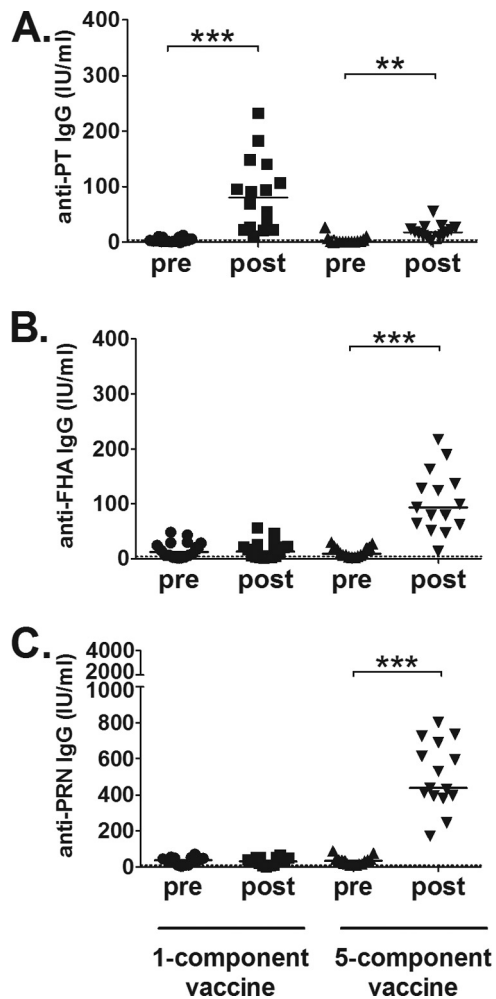 A.
anti-PT IgG (IU/ml)
400
300
200
100
0
***
**
pre
post
pre
post
B.
anti-FHA IgG (IU/ml)
400
300
200
100
0
***
pre
post
pre
post
C.
anti-PRN IgG (IU/ml)
4000
2000
1000
800
600
400
200
0
***
pre
post
pre
post
1-component
vaccine
5-component
vaccine